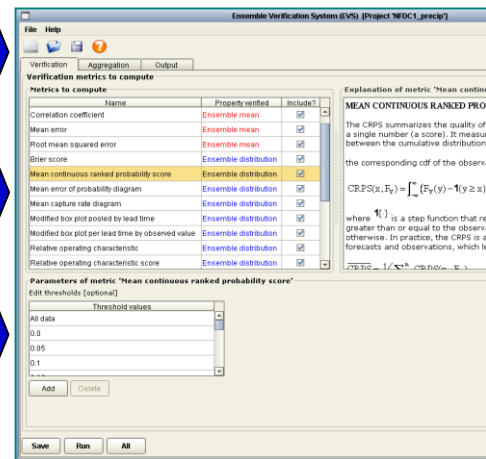 Ensemble Verification System (EVS) [Project 'NFDC1_precip']
File Help
Verification Aggregation Output
Verification metrics to compute
Metrics to compute
Name Property verified Include?
Correlation coefficient Ensemble mean
Mean error Ensemble mean
Root mean squared error Ensemble mean
Brier score Ensemble distribution
Mean continuous ranked probability score Ensemble distribution
Mean error of probability diagram Ensemble distribution
Mean capture rate diagram Ensemble distribution
Modified box plot pooled by lead time Ensemble distribution
Modified box plot per lead time by observed value Ensemble distribution
Relative operating characteristic Ensemble distribution
Relative operating characteristic score Ensemble distribution
Explanation of metric 'Mean contin
MEAN CONTINUOUS RANKED PRO
The CRPS summarizes the quality of
a single number (a score). It measu
between the cumulative distribution
the corresponding cdf of the observ
CRPS(x, F_Y) = ∫ {F_Y(y) − 1(y ≥ x)
where 1{·} is a step function that re
greater than or equal to the observ
otherwise. In practice, the CRPS is a
forecasts and observations, which le
Parameters of metric 'Mean continuous ranked probability score'
Edit thresholds [optional]
Threshold values
All data
0.0
0.05
0.1
Add Delete
Save Run All